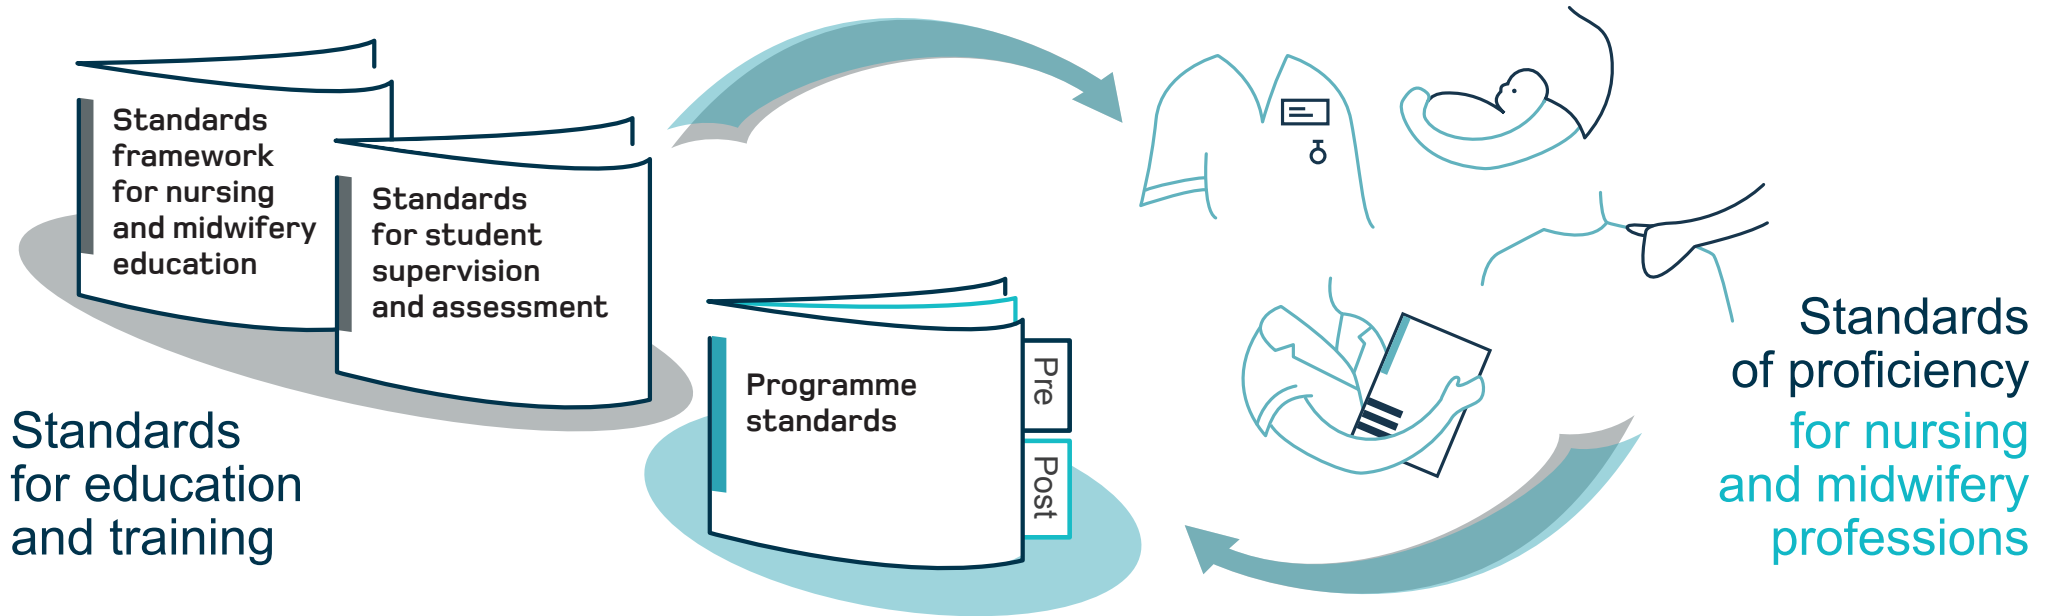 Standards
framework
for nursing
and midwifery
education
Standards
for student
supervision
and assessment
Programme
standards
Pre
Post
Standards
for education
and training
Standards
of proficiency
for nursing
and midwifery
professions